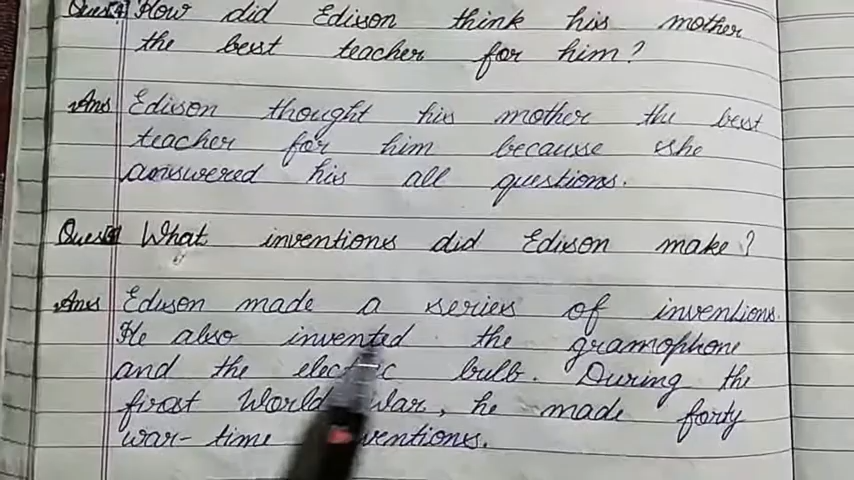 Ques4 How did Edison think his mother
the best teacher for him?
Ans Edison thought his mother the best
teacher for him because she
answered his all questions.
Ques5 What inventions did Edison make?
Ans Edison made a series of inventions.
He also invented the gramophone
and the electric bulb. During the
first World War, he made forty
war-time inventions.